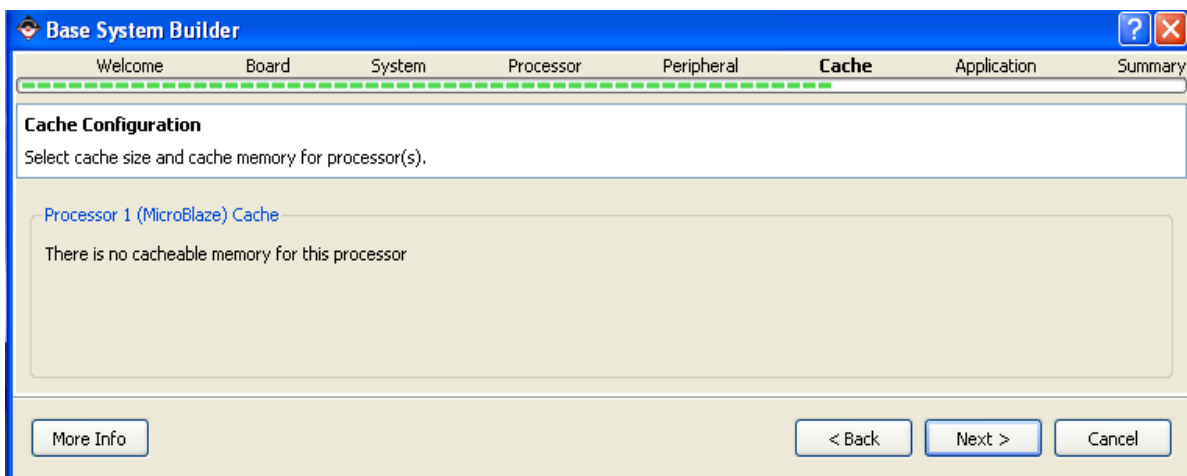 Base System Builder
Welcome Board System Processor Peripheral Cache Application Summary
Cache Configuration
Select cache size and cache memory for processor(s).
Processor 1 (MicroBlaze) Cache
There is no cacheable memory for this processor
More Info < Back Next > Cancel